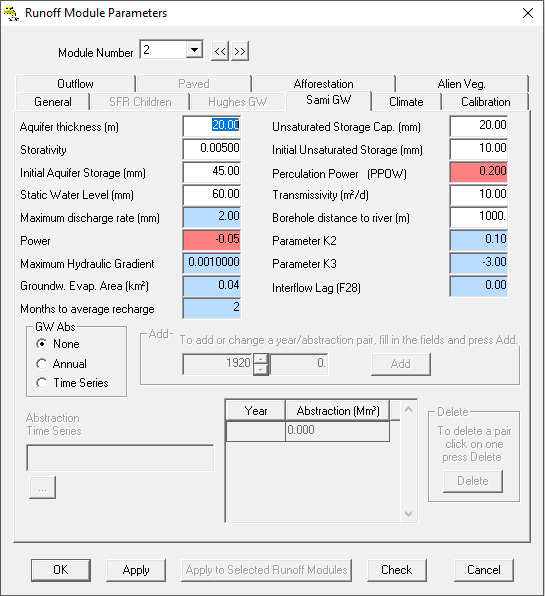 Runoff Module Parameters
Module Number 2 << >>
Outflow Paved Afforestation Alien Veg.
General SFR Children Hughes GW Sami GW Climate Calibration
Aquifer thickness (m) 20.00 Unsaturated Storage Cap. (mm) 20.00
Storativity 0.00500 Initial Unsaturated Storage (mm) 10.00
Initial Aquifer Storage (mm) 45.00 Perculation Power (PPOW) 0.200
Static Water Level (mm) 60.00 Transmissivity (m²/d) 10.00
Maximum discharge rate (mm) 2.00 Borehole distance to river (m) 1000.
Power -0.05 Parameter K2 0.10
Maximum Hydraulic Gradient 0.0010000 Parameter K3 -3.00
Groundw. Evap. Area (km²) 0.04 Interflow Lag (F28) 0.00
Months to average recharge 2
GW Abs
None
Annual
Time Series
Add-
To add or change a year/abstraction pair, fill in the fields and press Add.
1920 0. Add
Abstraction
Time Series
...
Year Abstraction (Mm³)
0.000
Delete
To delete a pair
click on one
press Delete
Delete
OK Apply Apply to Selected Runoff Modules Check Cancel